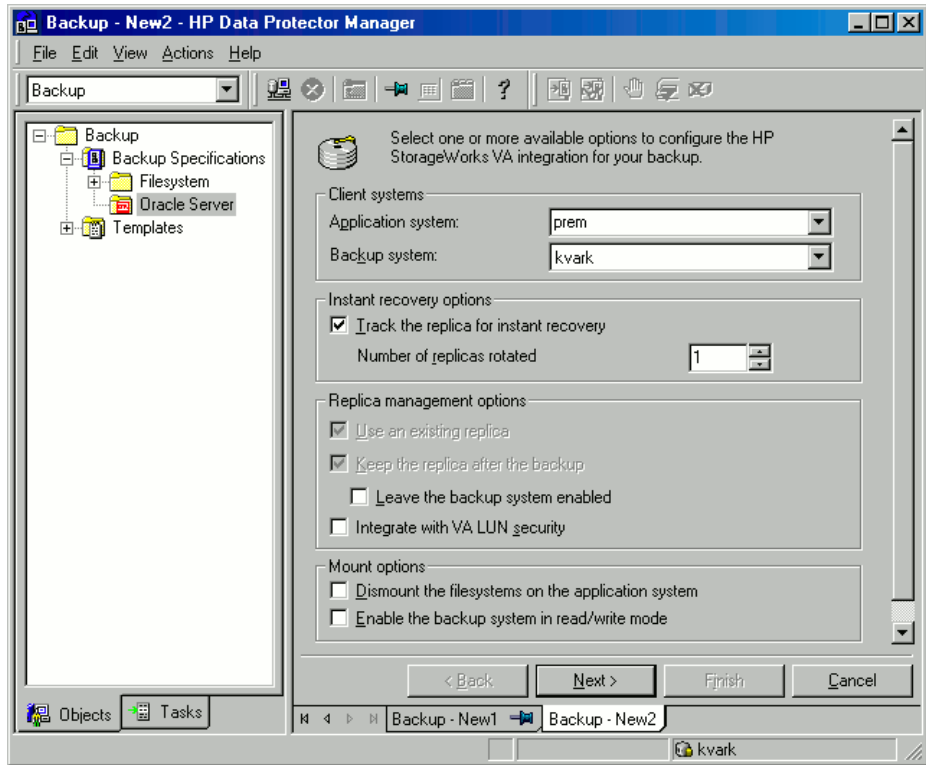 Backup - New2 - HP Data Protector Manager
File Edit View Actions Help
Backup
Backup
Backup Specifications
Filesystem
Oracle Server
Templates
Select one or more available options to configure the HP
StorageWorks VA integration for your backup.
Client systems
Application system: prem
Backup system: kvark
Instant recovery options
Track the replica for instant recovery
Number of replicas rotated 1
Replica management options
Use an existing replica
Keep the replica after the backup
Leave the backup system enabled
Integrate with VA LUN security
Mount options
Dismount the filesystems on the application system
Enable the backup system in read/write mode
< Back Next > Finish Cancel
Objects Tasks
Backup - New1 Backup - New2
kvark